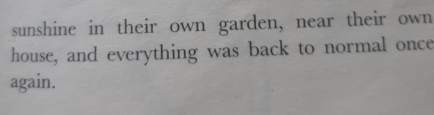 sunshine in their own garden, near their own
house, and everything was back to normal once
again.